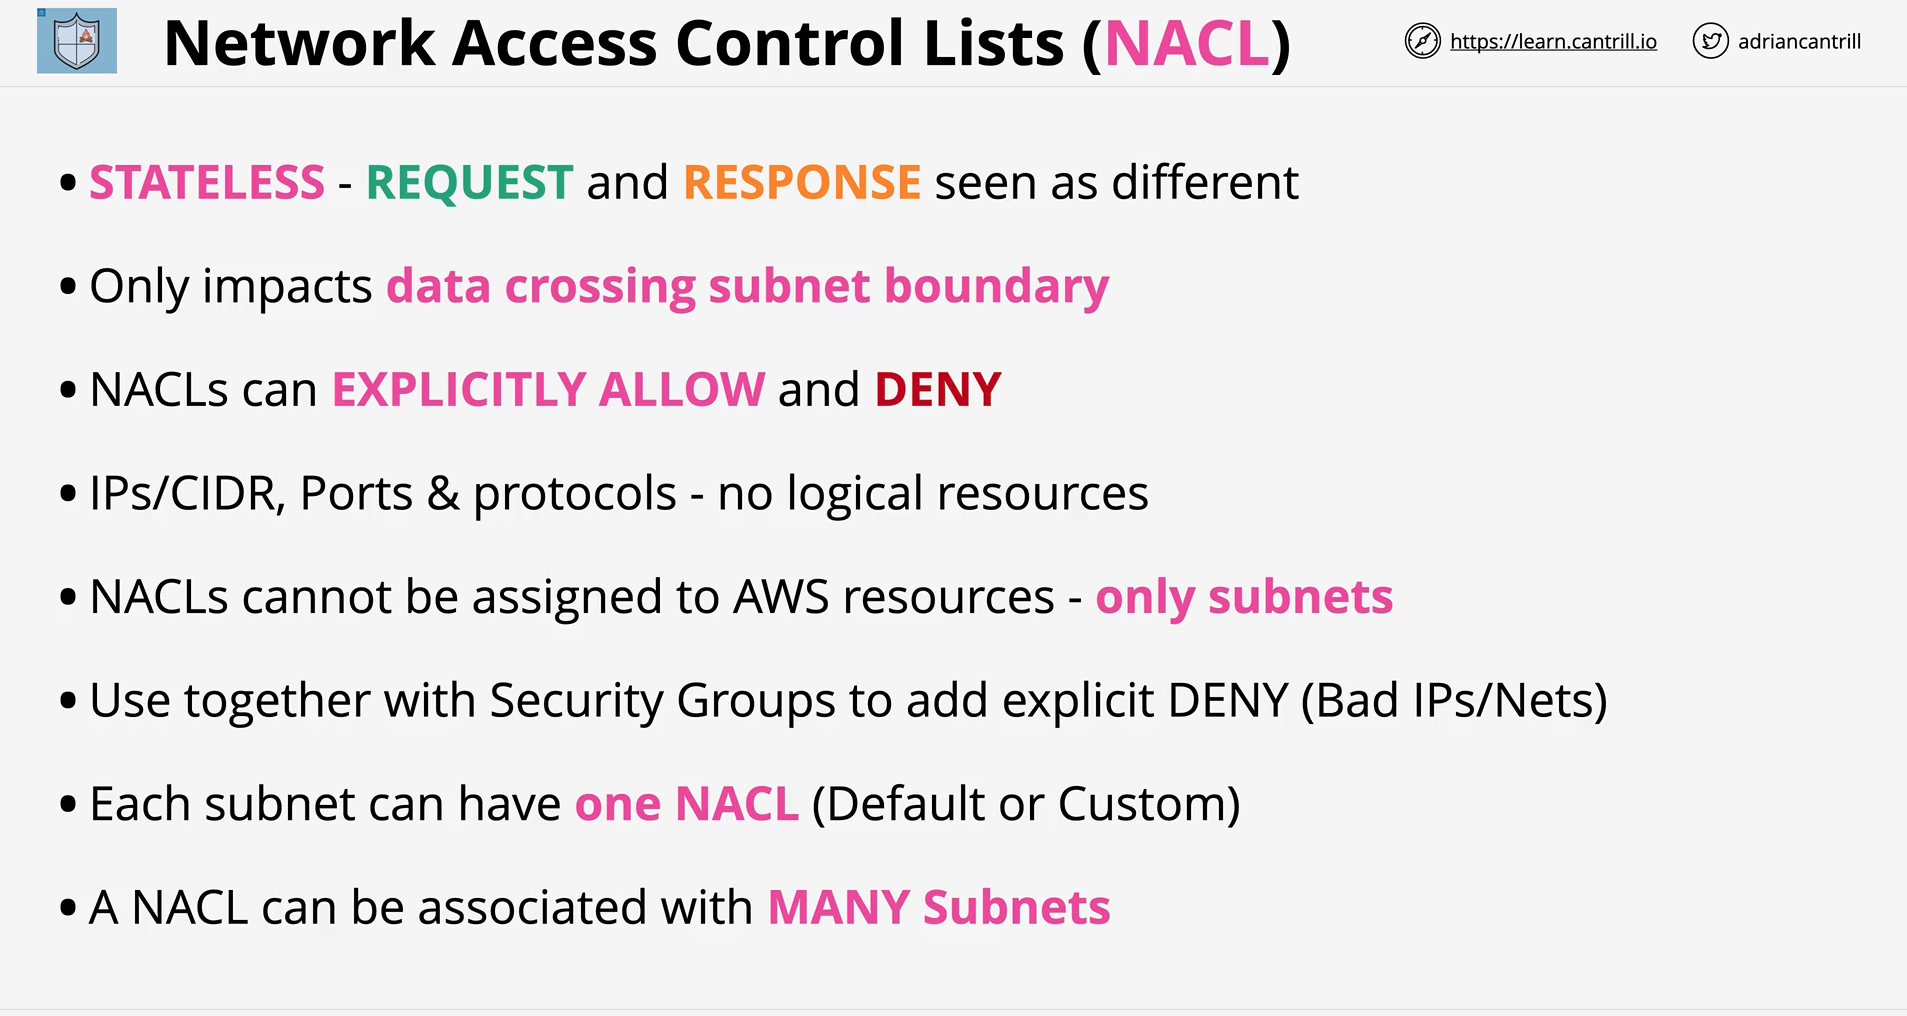 Network Access Control Lists (NACL)
https://learn.cantrill.io
adriancantrill
• STATELESS - REQUEST and RESPONSE seen as different
• Only impacts data crossing subnet boundary
• NACLs can EXPLICITLY ALLOW and DENY
• IPs/CIDR, Ports & protocols - no logical resources
• NACLs cannot be assigned to AWS resources - only subnets
• Use together with Security Groups to add explicit DENY (Bad IPs/Nets)
• Each subnet can have one NACL (Default or Custom)
• A NACL can be associated with MANY Subnets